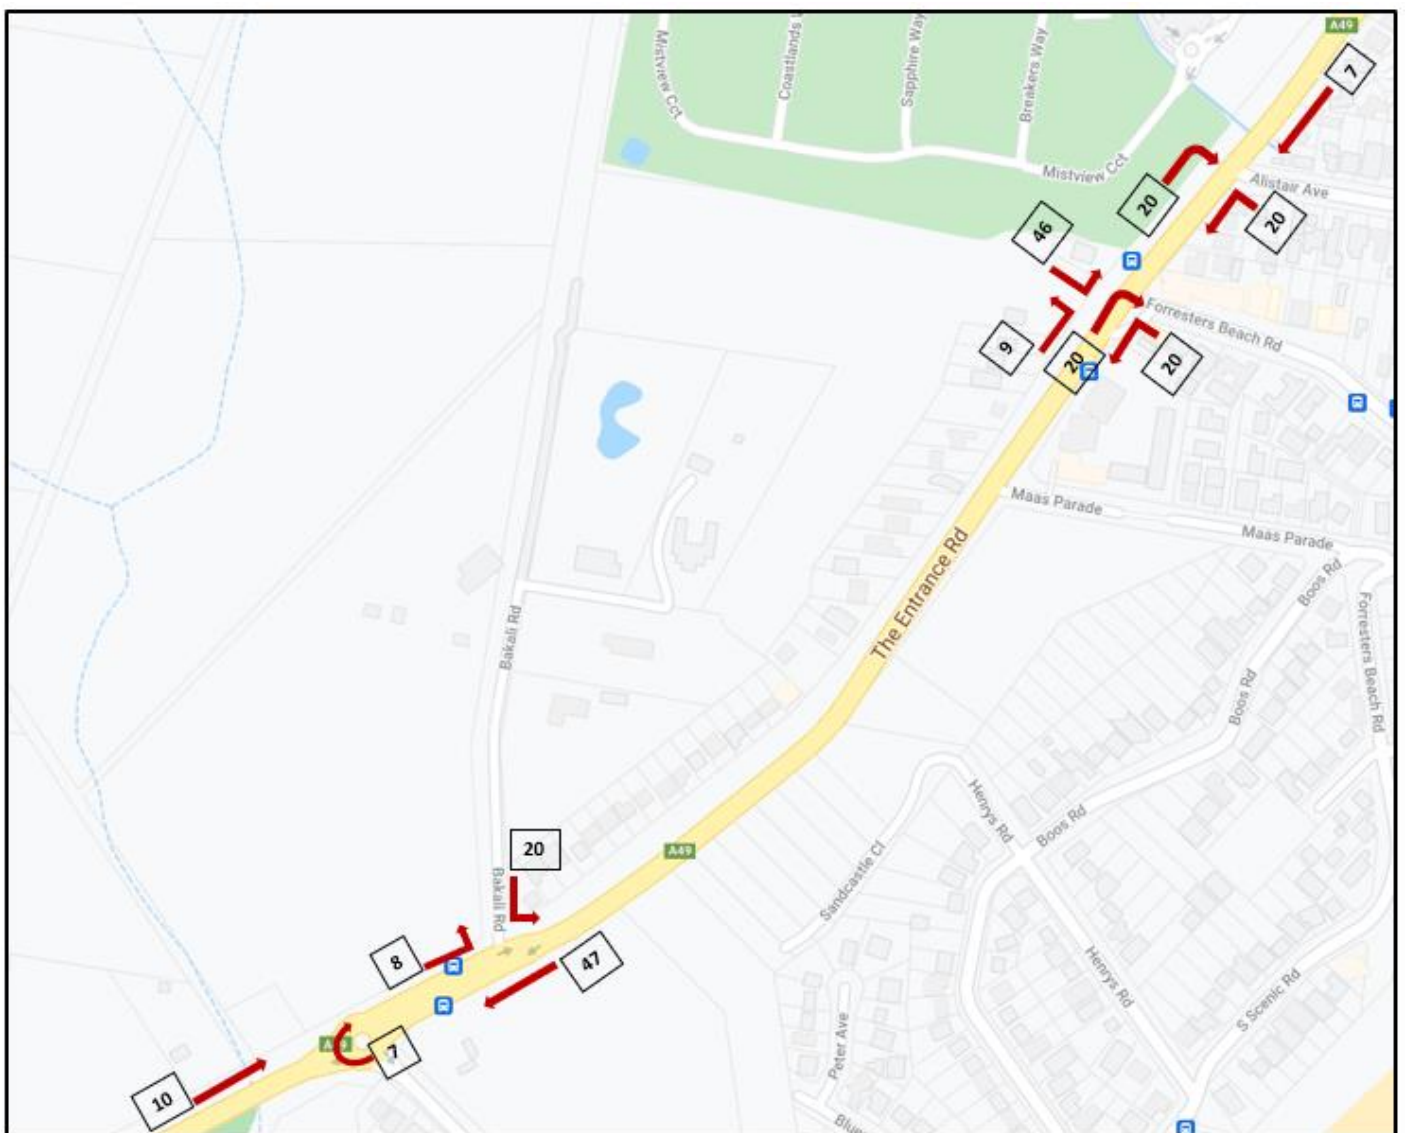 A49
7
Mistview Cct
Coastlands
Sapphire Way
Breakers Way
Mistview Cct
Alistair Ave
20
20
46
Forresters Beach Rd
9
20
20
Maas Parade
Maas Parade
The Entrance Rd
Boos Rd
Forresters Beach Rd
Bakali Rd
Boos Rd
Henrys Rd
Boos Rd
20
A49
Sandcastle Cl
Bakali Rd
8
47
Henrys Rd
S Scenic Rd
Peter Ave
7
10